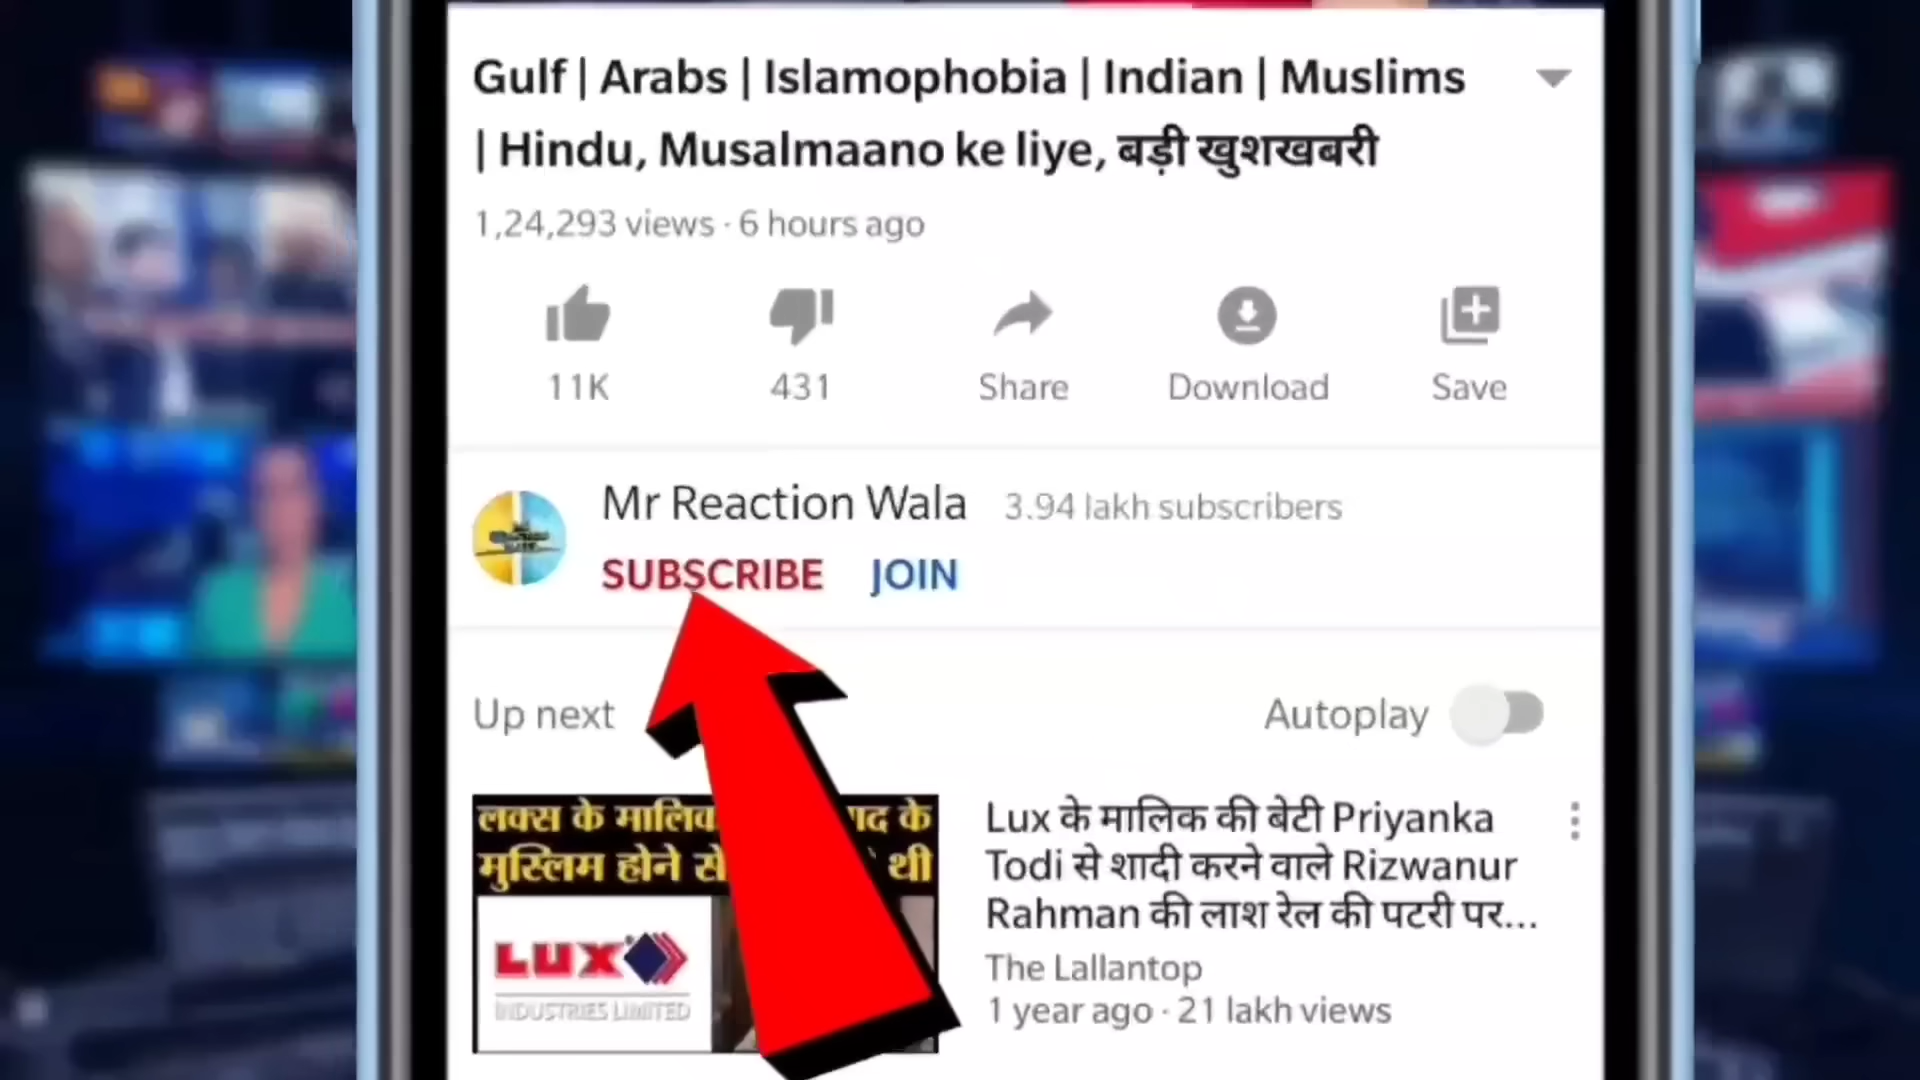 Gulf | Arabs | Islamophobia | Indian | Muslims
| Hindu, Musalmaano ke liye, बड़ी खुशखबरी
1,24,293 views · 6 hours ago
11K
431
Share
Download
Save
Mr Reaction Wala
3.94 lakh subscribers
SUBSCRIBE
JOIN
Up next
Autoplay
लक्स के के
मुस्लिम होने थी
LUX
INDUSTRIES LIMITED
Lux के मालिक की बेटी Priyanka
Todi से शादी करने वाले Rizwanur
Rahman की लाश रेल की पटरी पर...
The Lallantop
1 year ago · 21 lakh views